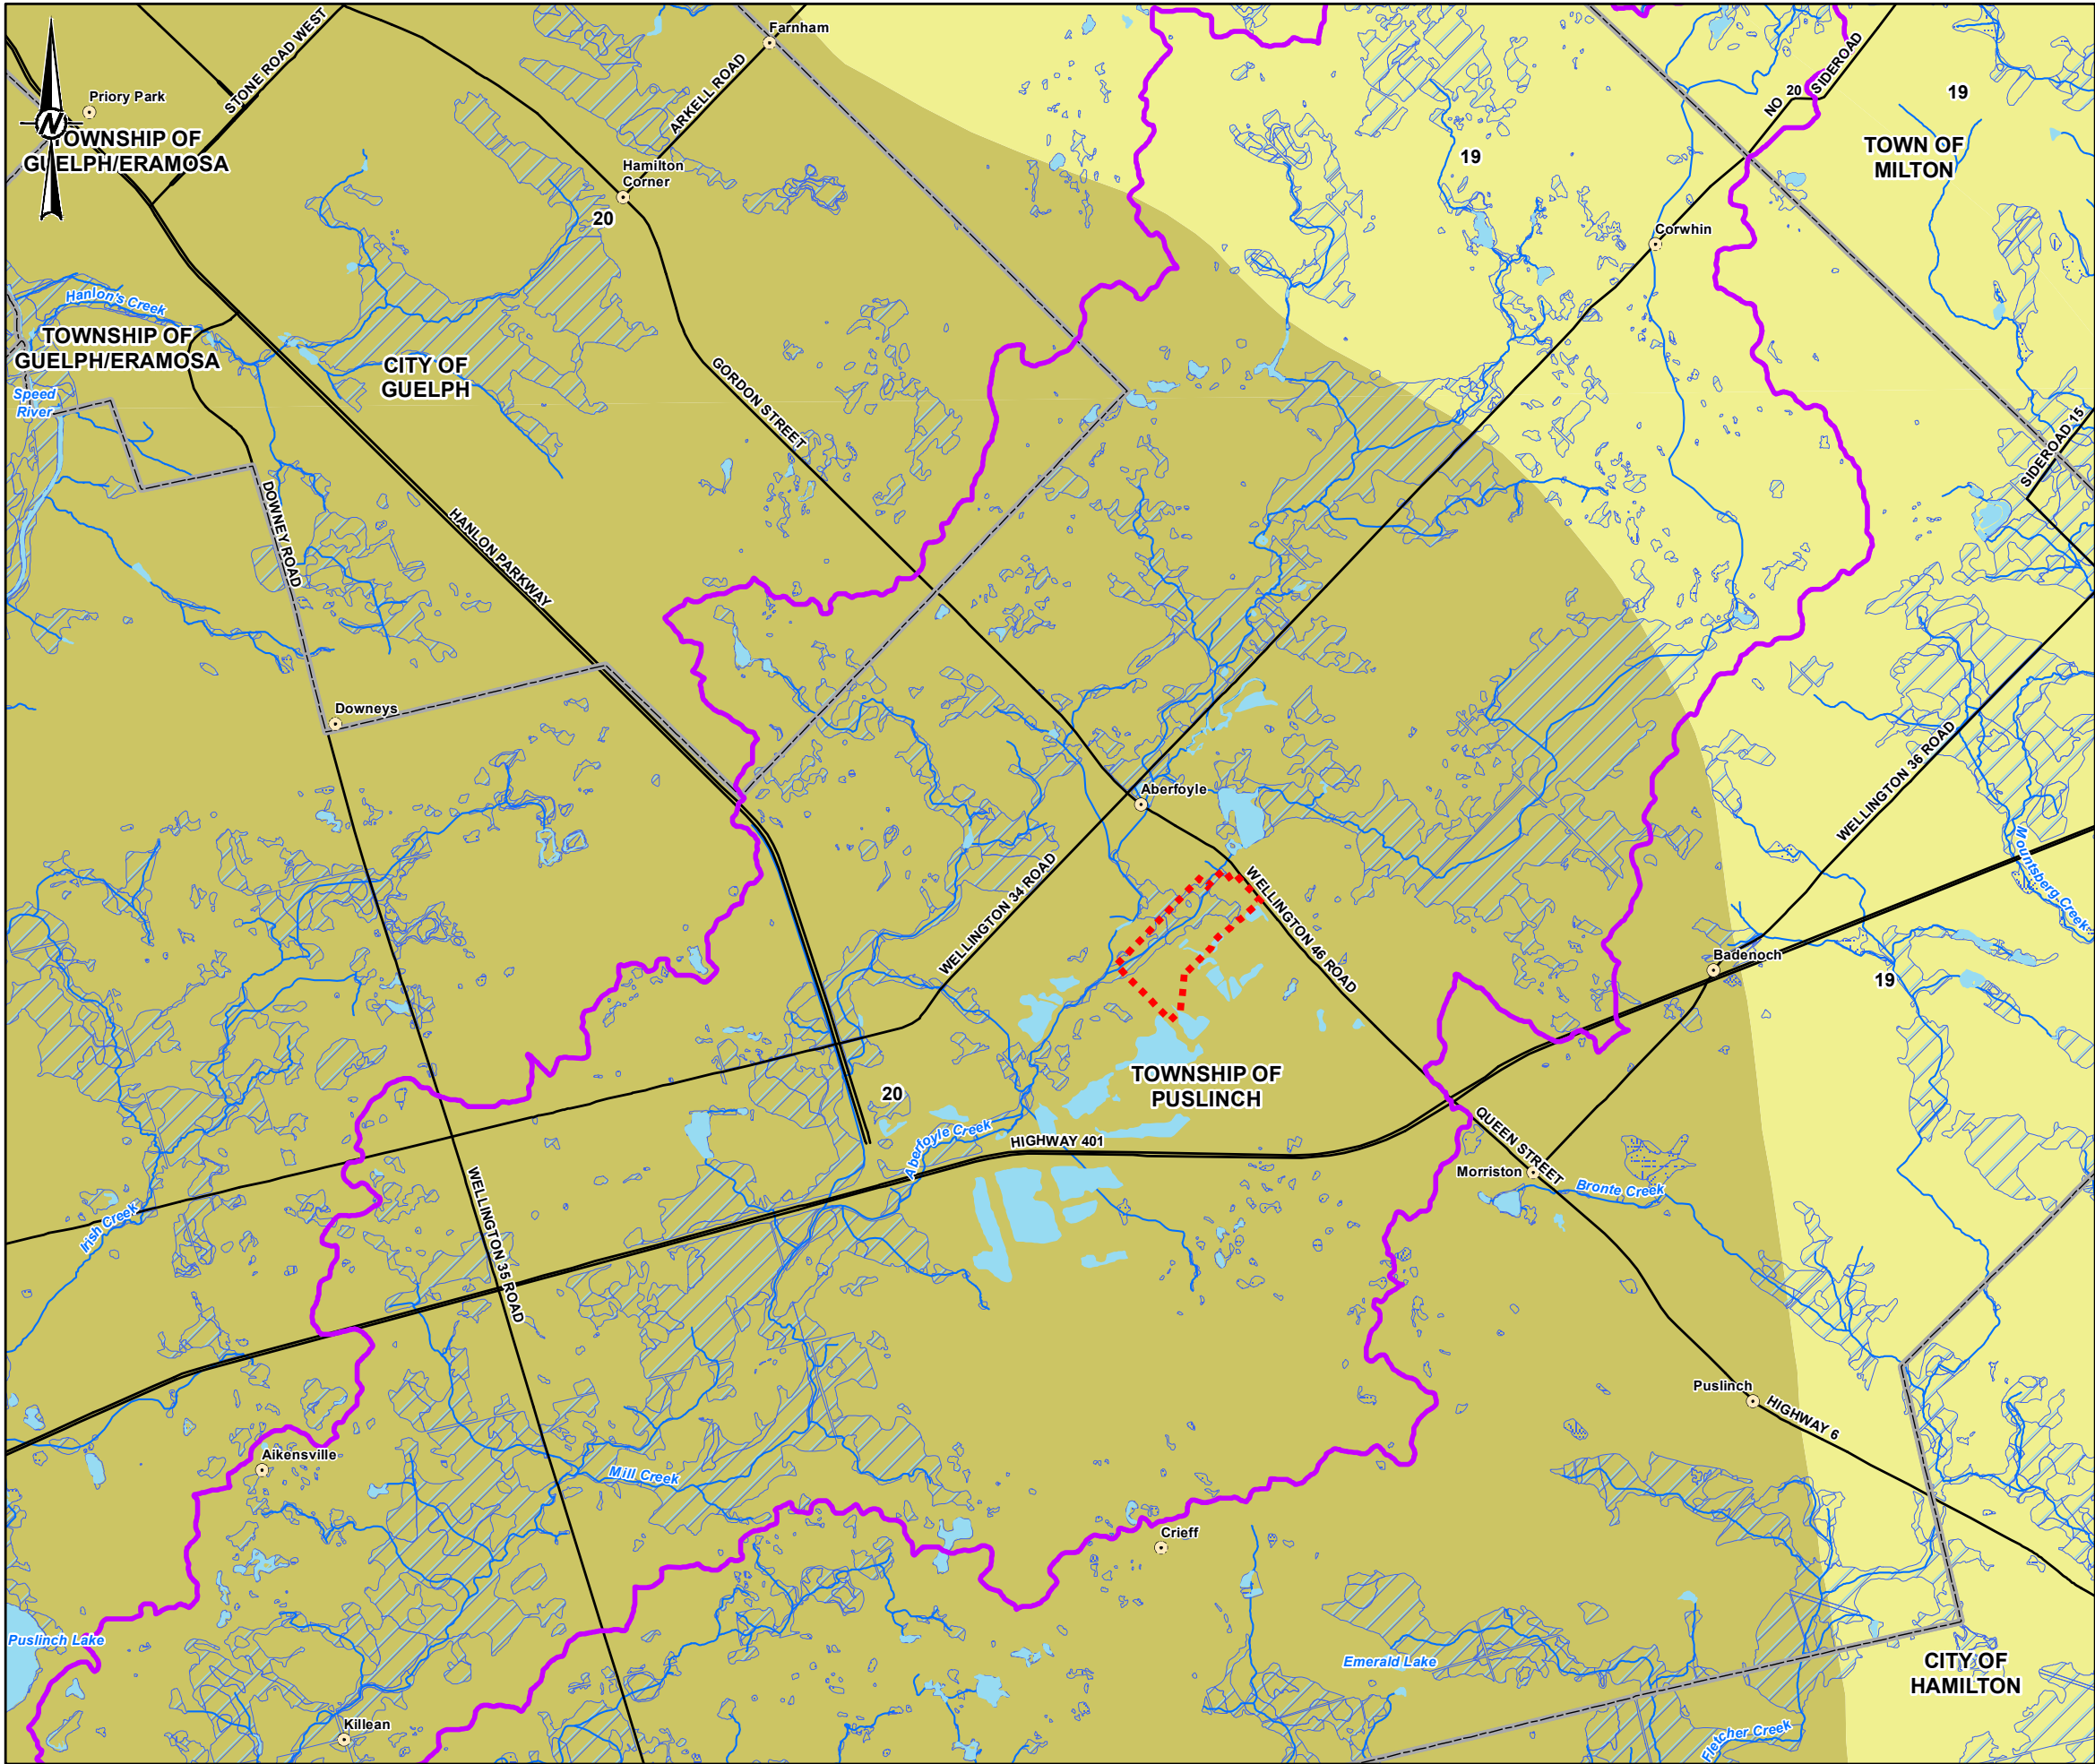 Farnham
STONE ROAD WEST
ARKELL ROAD
NO 20 SIDEROAD
19
Priory Park
N
TOWNSHIP OF
GUELPH/ERAMOSA
19
TOWN OF
MILTON
Hamilton
Corner
20
Corwhin
Hanlon's Creek
TOWNSHIP OF
GUELPH/ERAMOSA
CITY OF
GUELPH
Speed
River
GORDON STREET
SIDEROAD 15
DOWNEY ROAD
HANLON PARKWAY
Downeys
Aberfoyle
WELLINGTON 36 ROAD
Mountsberg Creek
WELLINGTON 34 ROAD
WELLINGTON 46 ROAD
Badenoch
19
TOWNSHIP OF
PUSLINCH
20
Aberfoyle Creek
HIGHWAY 401
QUEEN STREET
Morriston
Bronte Creek
Irish Creek
WELLINGTON 35 ROAD
Puslinch
HIGHWAY 6
Aikensville
Mill Creek
Crieff
Puslinch Lake
Emerald Lake
CITY OF
HAMILTON
Killean
Fletcher Creek